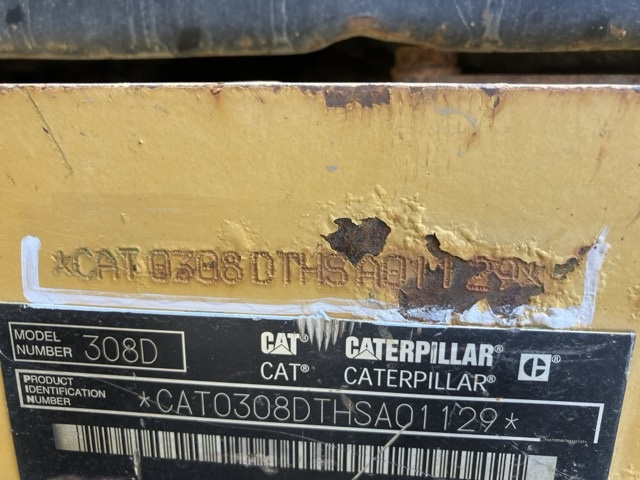 *CAT0308DTHSA01129*
MODEL NUMBER 308D
CAT CATERPILLAR C
CAT® CATERPILLAR®
PRODUCT IDENTIFICATION NUMBER *CAT0308DTHSA01129*